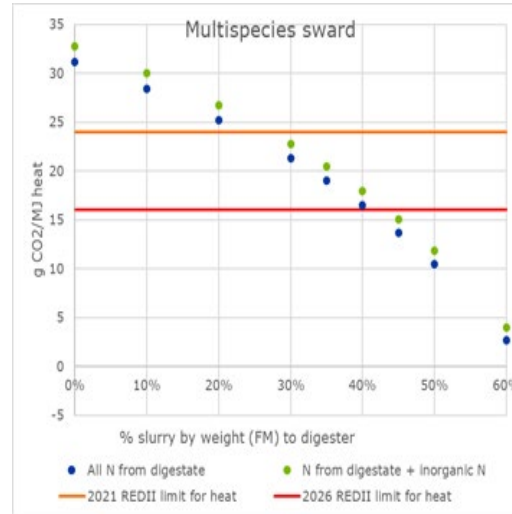 Multispecies sward
35
30
25
20
15
10
5
0
-5
g CO2/MJ heat
0% 10% 20% 30% 40% 50% 60%
% slurry by weight (FM) to digester
All N from digestate N from digestate + inorganic N
2021 REDII limit for heat 2026 REDII limit for heat